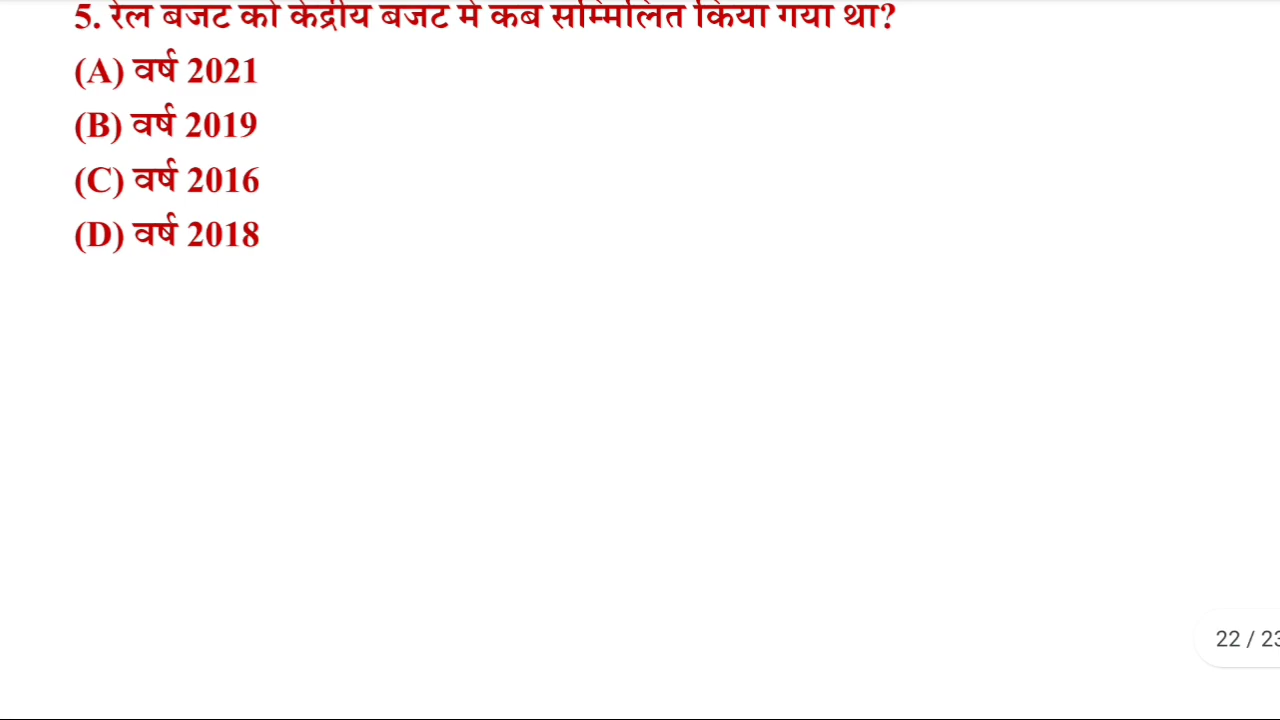 5. रेल बजट को केंद्रीय बजट में कब सम्मिलित किया गया था?
(A) वर्ष 2021
(B) वर्ष 2019
(C) वर्ष 2016
(D) वर्ष 2018
22 / 23